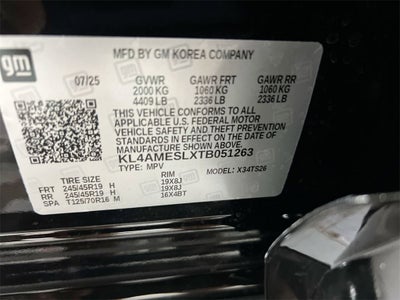 gm
MFD BY GM KOREA COMPANY
07/25 GVWR GAWR FRT GAWR RR
2000 KG 1060 KG 1060 KG
4409 LB 2336 LB 2336 LB
THIS VEHICLE CONFORMS TO ALL
APPLICABLE U.S. FEDERAL MOTOR
VEHICLE SAFETY AND THEFT PREVENTION
STANDARDS IN EFFECT ON THE DATE OF
MANUFACTURE SHOWN ABOVE.
KL4AMESLXTB051263
TYPE: MPV MODEL: X34TS26
TIRE SIZE RIM
FRT 245/45R19 H 19X8J
RR 245/45R19 H 19X8J
SPA T125/70R16 M 16X4BT